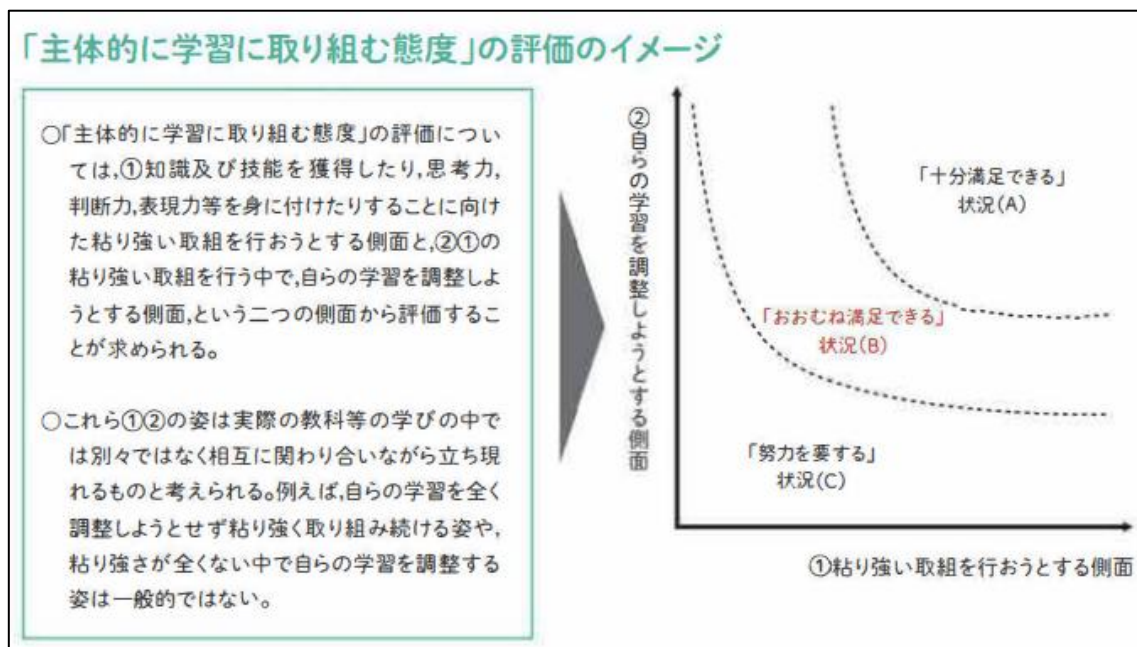 「主体的に学習に取り組む態度」の評価のイメージ
○「主体的に学習に取り組む態度」の評価につい
ては,①知識及び技能を獲得したり,思考力,
判断力,表現力等を身に付けたりすることに向け
た粘り強い取組を行おうとする側面と,②①の
粘り強い取組を行う中で,自らの学習を調整しよ
うとする側面,という二つの側面から評価するこ
とが求められる。
○これら①②の姿は実際の教科等の学びの中で
は別々ではなく相互に関わり合いながら立ち現
れるものと考えられる。例えば,自らの学習を全く
調整しようとせず粘り強く取り組み続ける姿や,
粘り強さが全くない中で自らの学習を調整する
姿は一般的ではない。
②自らの学習を調整しようとする側面
「十分満足できる」
状況(A)
「おおむね満足できる」
状況(B)
「努力を要する」
状況(C)
①粘り強い取組を行おうとする側面